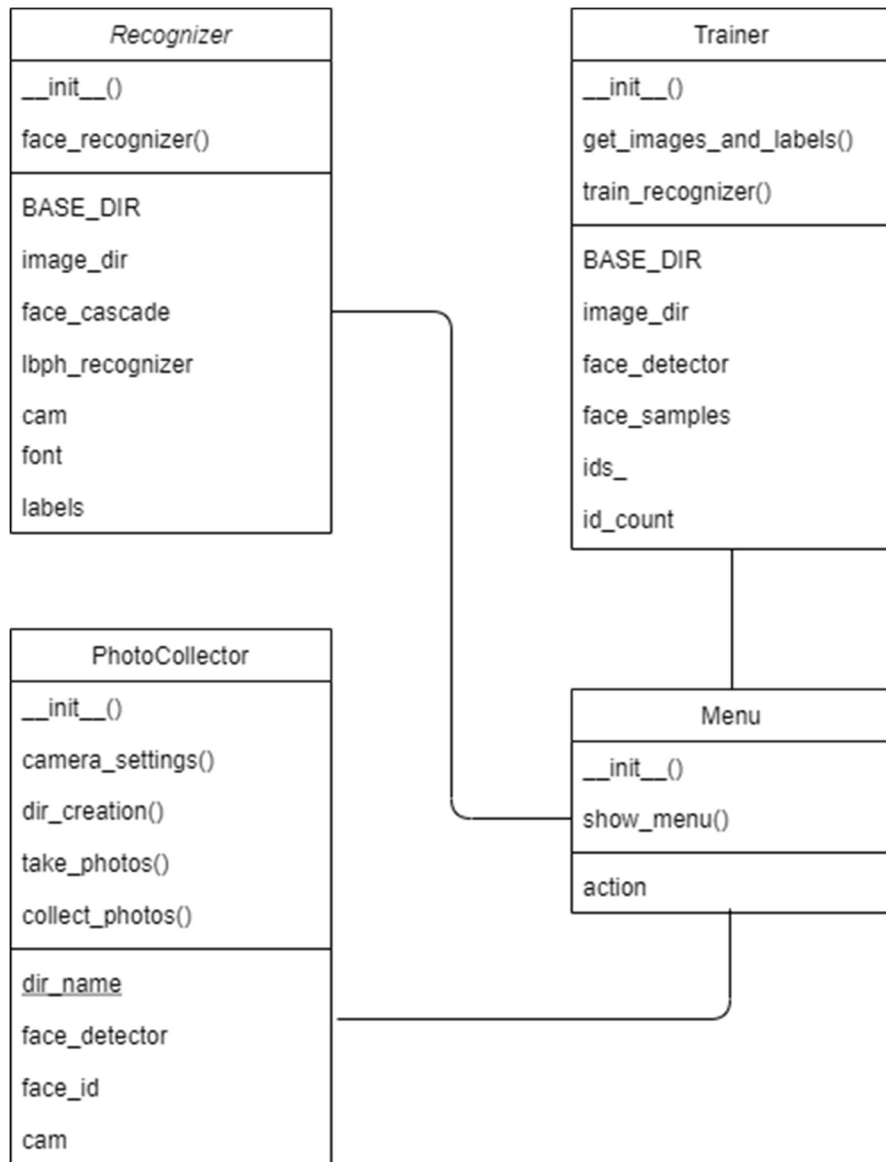 Recognizer
__init__()
face_recognizer()
BASE_DIR
image_dir
face_cascade
lbph_recognizer
cam
font
labels
Trainer
__init__()
get_images_and_labels()
train_recognizer()
BASE_DIR
image_dir
face_detector
face_samples
ids_
id_count
PhotoCollector
__init__()
camera_settings()
dir_creation()
take_photos()
collect_photos()
dir_name
face_detector
face_id
cam
Menu
__init__()
show_menu()
action